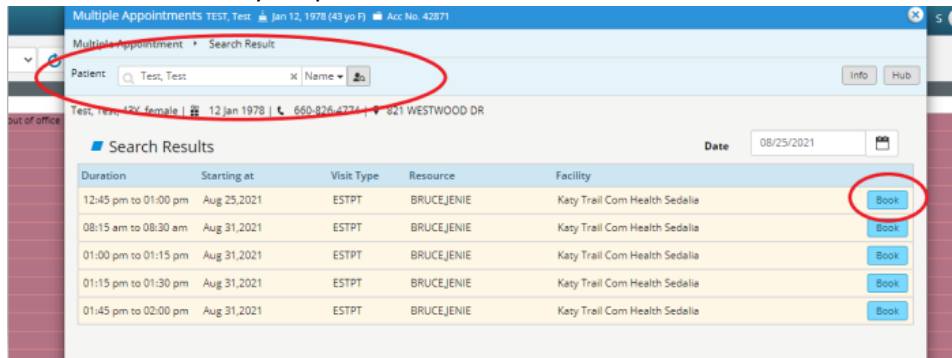 Multiple Appointments TEST, Test Jan 12, 1978 (43 yo F) Acc No. 42871
S
Multiple Appointment Search Result
Patient Test, Test x Name Info Hub
Test, Test, 43Y, female | 12 Jan 1978 | 660-826-4774 | 821 WESTWOOD DR
out of office
Search Results Date 08/25/2021
Duration Starting at Visit Type Resource Facility
12:45 pm to 01:00 pm Aug 25,2021 ESTPT BRUCE,JENIE Katy Trail Com Health Sedalia Book
08:15 am to 08:30 am Aug 31,2021 ESTPT BRUCE,JENIE Katy Trail Com Health Sedalia Book
01:00 pm to 01:15 pm Aug 31,2021 ESTPT BRUCE,JENIE Katy Trail Com Health Sedalia Book
01:15 pm to 01:30 pm Aug 31,2021 ESTPT BRUCE,JENIE Katy Trail Com Health Sedalia Book
01:45 pm to 02:00 pm Aug 31,2021 ESTPT BRUCE,JENIE Katy Trail Com Health Sedalia Book